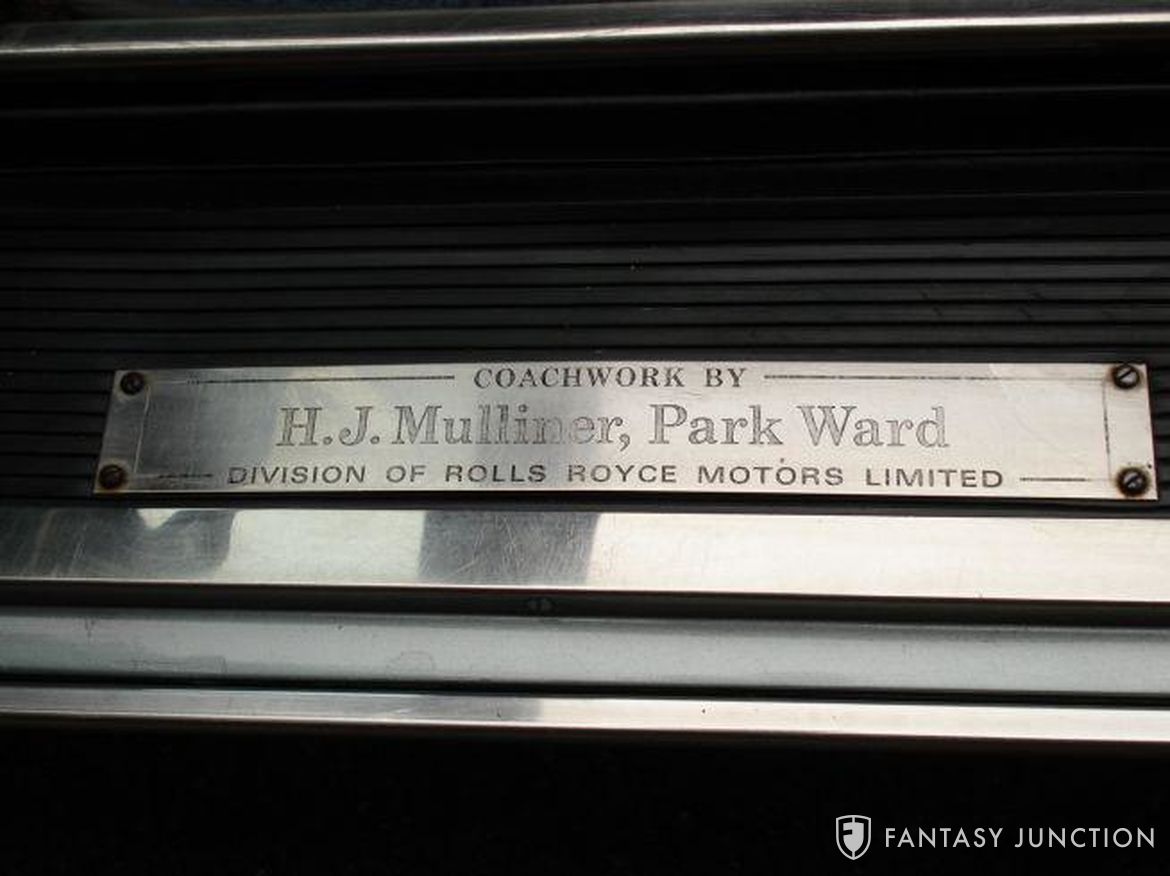 COACHWORK BY
H.J. Mulliner, Park Ward
DIVISION OF ROLLS ROYCE MOTORS LIMITED
FANTASY JUNCTION